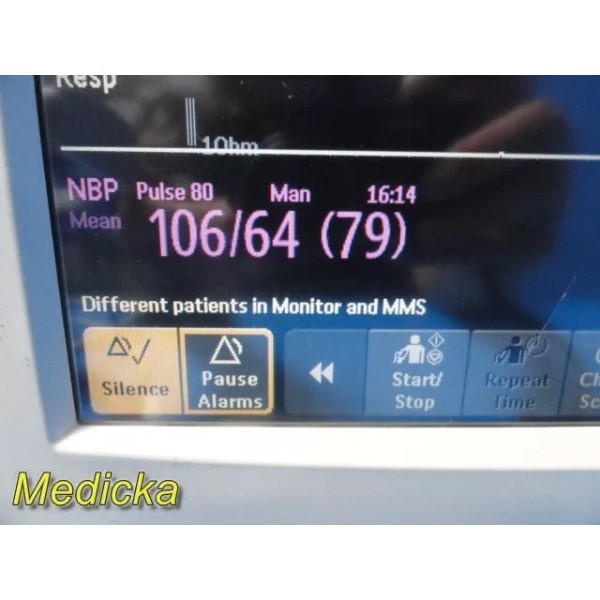 Resp
1Ohm
NBP Pulse 80 Man 16:14
Mean 106/64 (79)
Different patients in Monitor and MMS
Silence
Pause
Alarms
Start/
Stop
Repeat
Time
Medicka